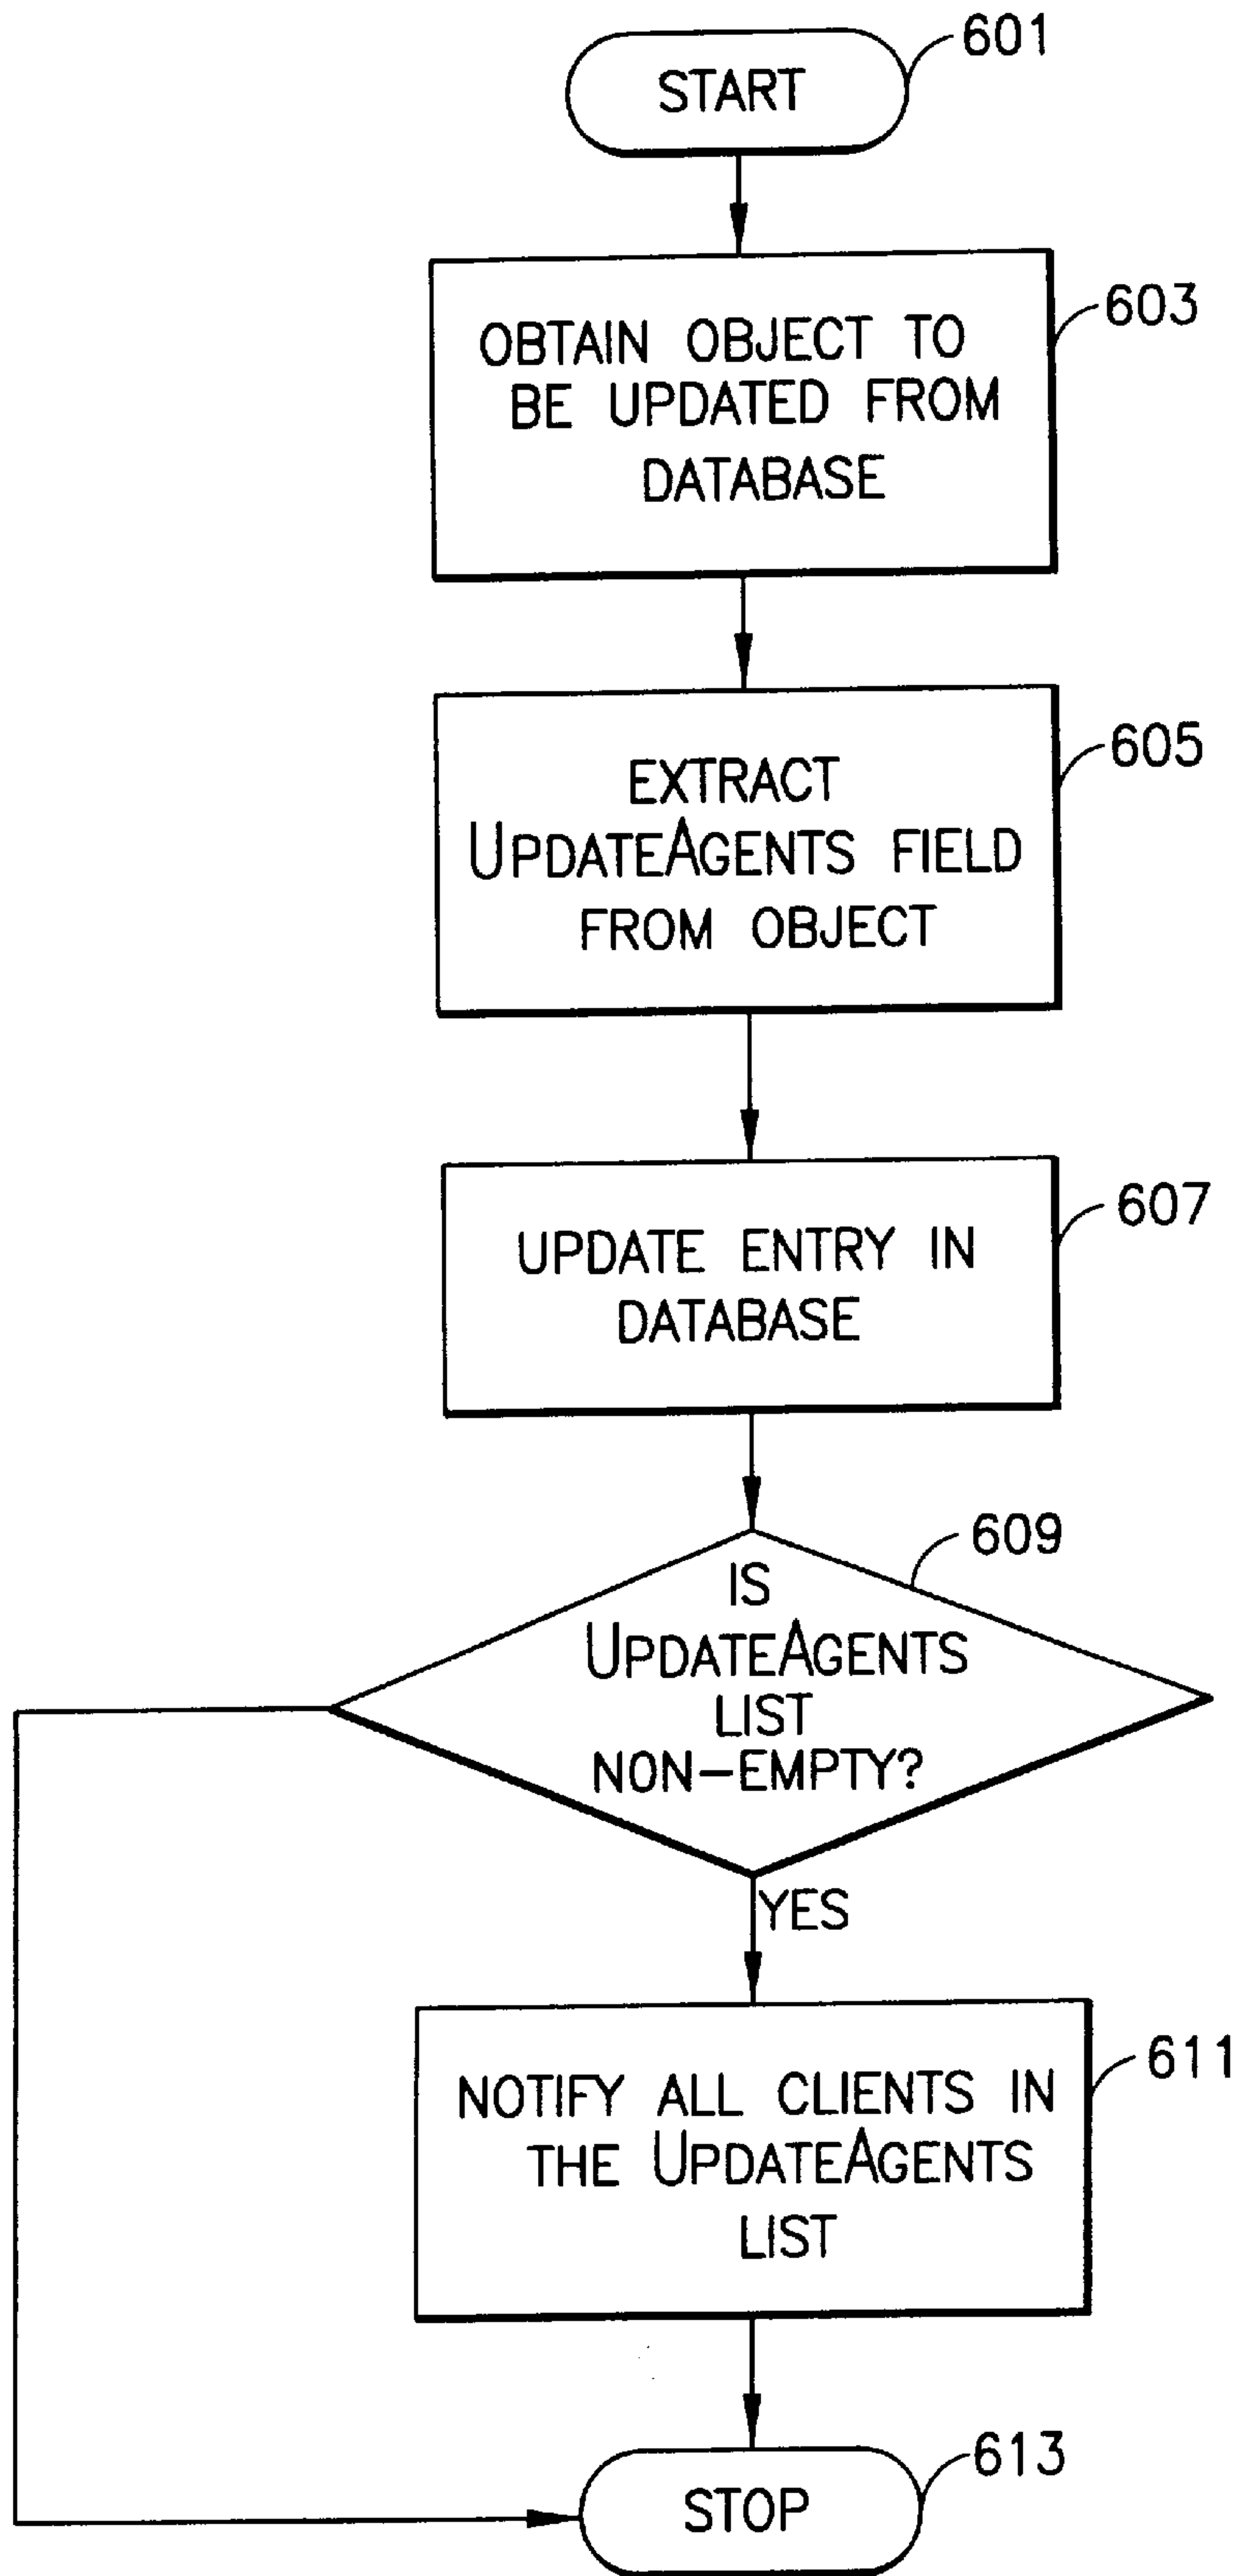 START
601
OBTAIN OBJECT TO
BE UPDATED FROM
DATABASE
603
EXTRACT
UPDATEAGENTS FIELD
FROM OBJECT
605
UPDATE ENTRY IN
DATABASE
607
IS
UPDATEAGENTS
LIST
NON-EMPTY?
609
YES
NOTIFY ALL CLIENTS IN
THE UPDATEAGENTS
LIST
611
STOP
613